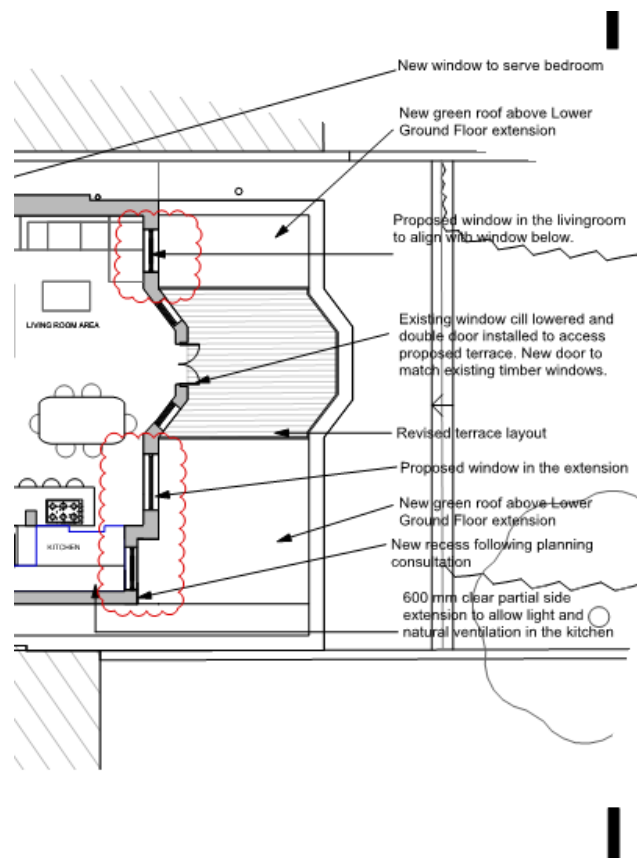 New window to serve bedroom
New green roof above Lower
Ground Floor extension
Proposed window in the livingroom
to align with window below.
LIVING ROOM AREA
Existing window cill lowered and
double door installed to access
proposed terrace. New door to
match existing timber windows.
Revised terrace layout
Proposed window in the extension
New green roof above Lower
Ground Floor extension
KITCHEN
New recess following planning
consultation
600 mm clear partial side
extension to allow light and
natural ventilation in the kitchen